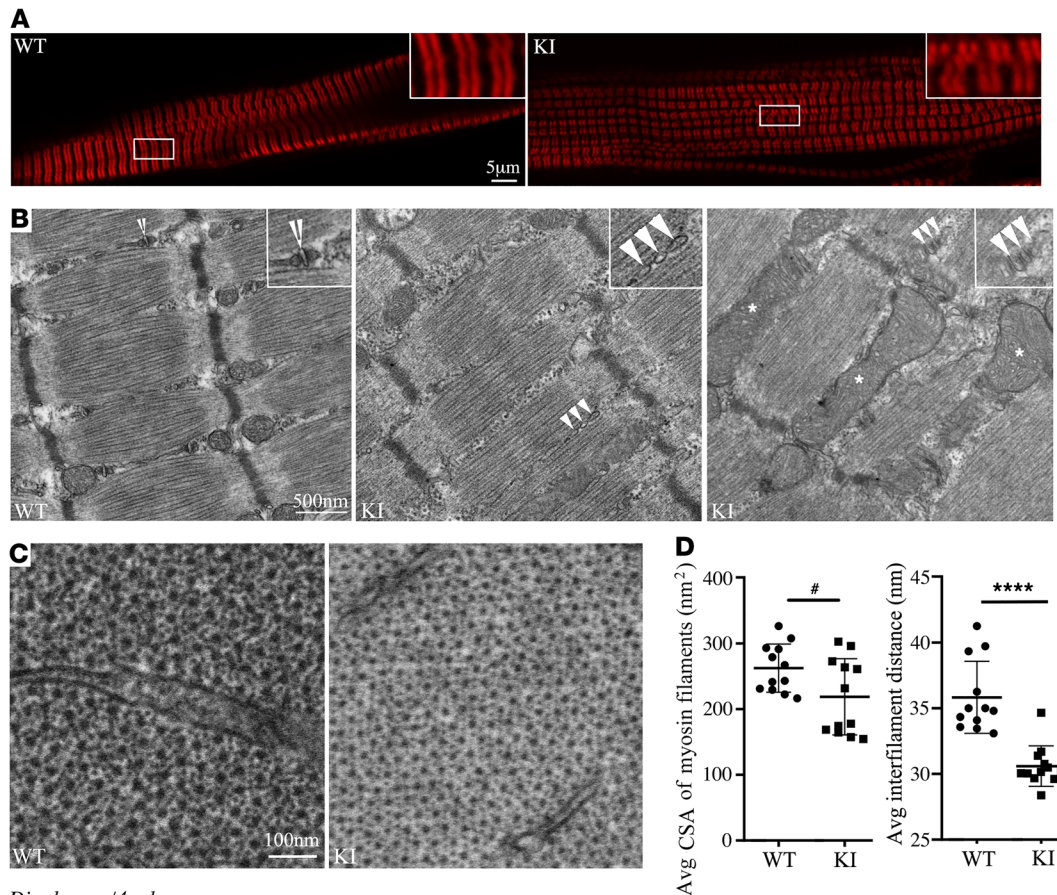 A
WT
KI
5μm
B
WT
500nm
KI
KI
*
*
*
C
WT
100nm
KI
D
Avg CSA of myosin filaments (nm²)
400
300
200
100
0
#
WT
KI
Avg interfilament distance (nm)
45
40
35
30
25
****
WT
KI